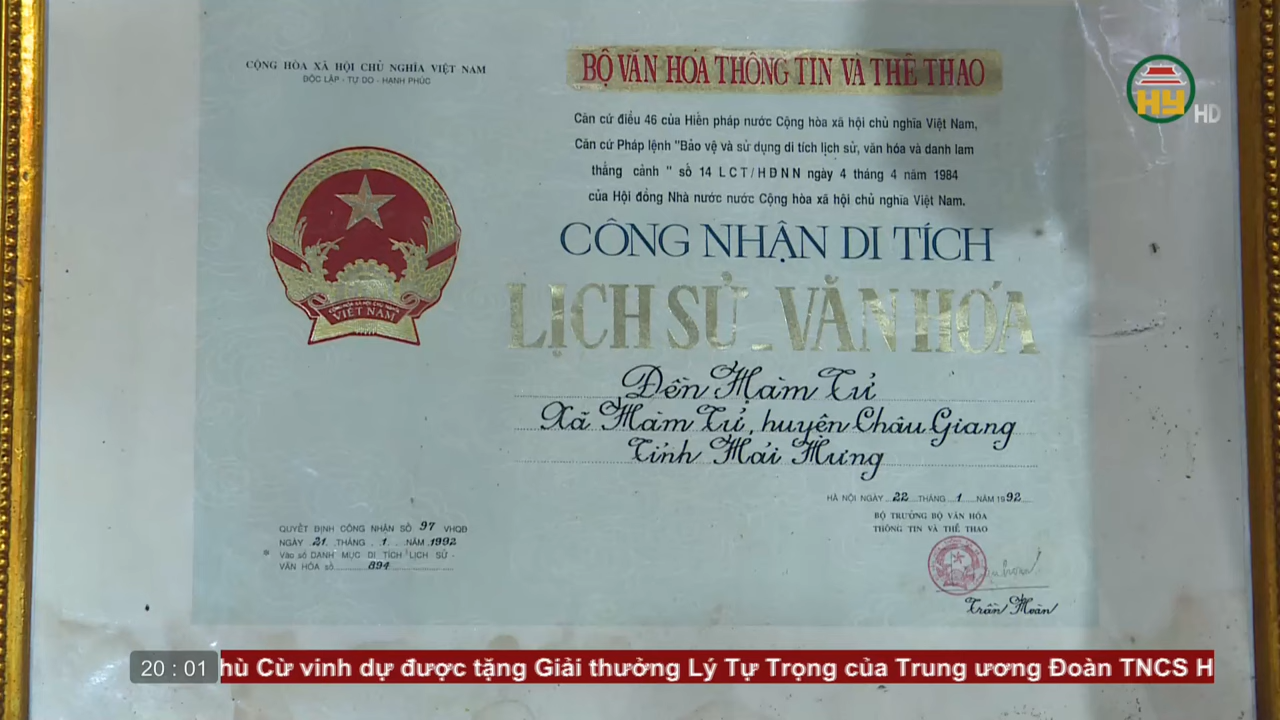 CỘNG HÒA XÃ HỘI CHỦ NGHĨA VIỆT NAM
ĐỘC LẬP - TỰ DO - HẠNH PHÚC
BỘ VĂN HÓA THÔNG TIN VÀ THỂ THAO
Căn cứ điều 46 của Hiến pháp nước Cộng hòa xã hội chủ nghĩa Việt Nam,
Căn cứ Pháp lệnh "Bảo vệ và sử dụng di tích lịch sử, văn hóa và danh lam
thắng cảnh " số 14 LCT/HĐNN ngày 4 tháng 4 năm 1984
của Hội đồng Nhà nước nước Cộng hòa xã hội chủ nghĩa Việt Nam.
CÔNG NHẬN DI TÍCH
LỊCH SỬ _ VĂN HÓA
Đền Hàm Tử
Xã Hàm Tử, huyện Châu Giang
Tỉnh Hải Hưng
HÀ NỘI NGÀY 22 THÁNG 1 NĂM 1992
BỘ TRƯỞNG BỘ VĂN HÓA
THÔNG TIN VÀ THỂ THAO
Trần Hoàn
QUYẾT ĐỊNH CÔNG NHẬN SỐ 97 VHQĐ
NGÀY 21 THÁNG 1 NĂM 1992
Vào sổ DANH MỤC DI TÍCH LỊCH SỬ -
VĂN HÓA số 894
VIỆT NAM
HY HD
20 : 01
hù Cừ vinh dự được tặng Giải thưởng Lý Tự Trọng của Trung ương Đoàn TNCS H